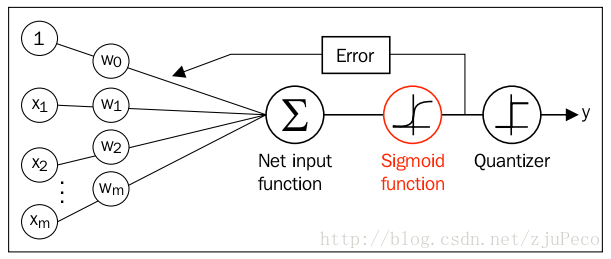 1
w₀
Error
x₁
w₁
Σ
y
x₂
w₂
Net input
function
Sigmoid
function
Quantizer
⋮
wₘ
xₘ
http://blog.csdn.net/zjuPeco